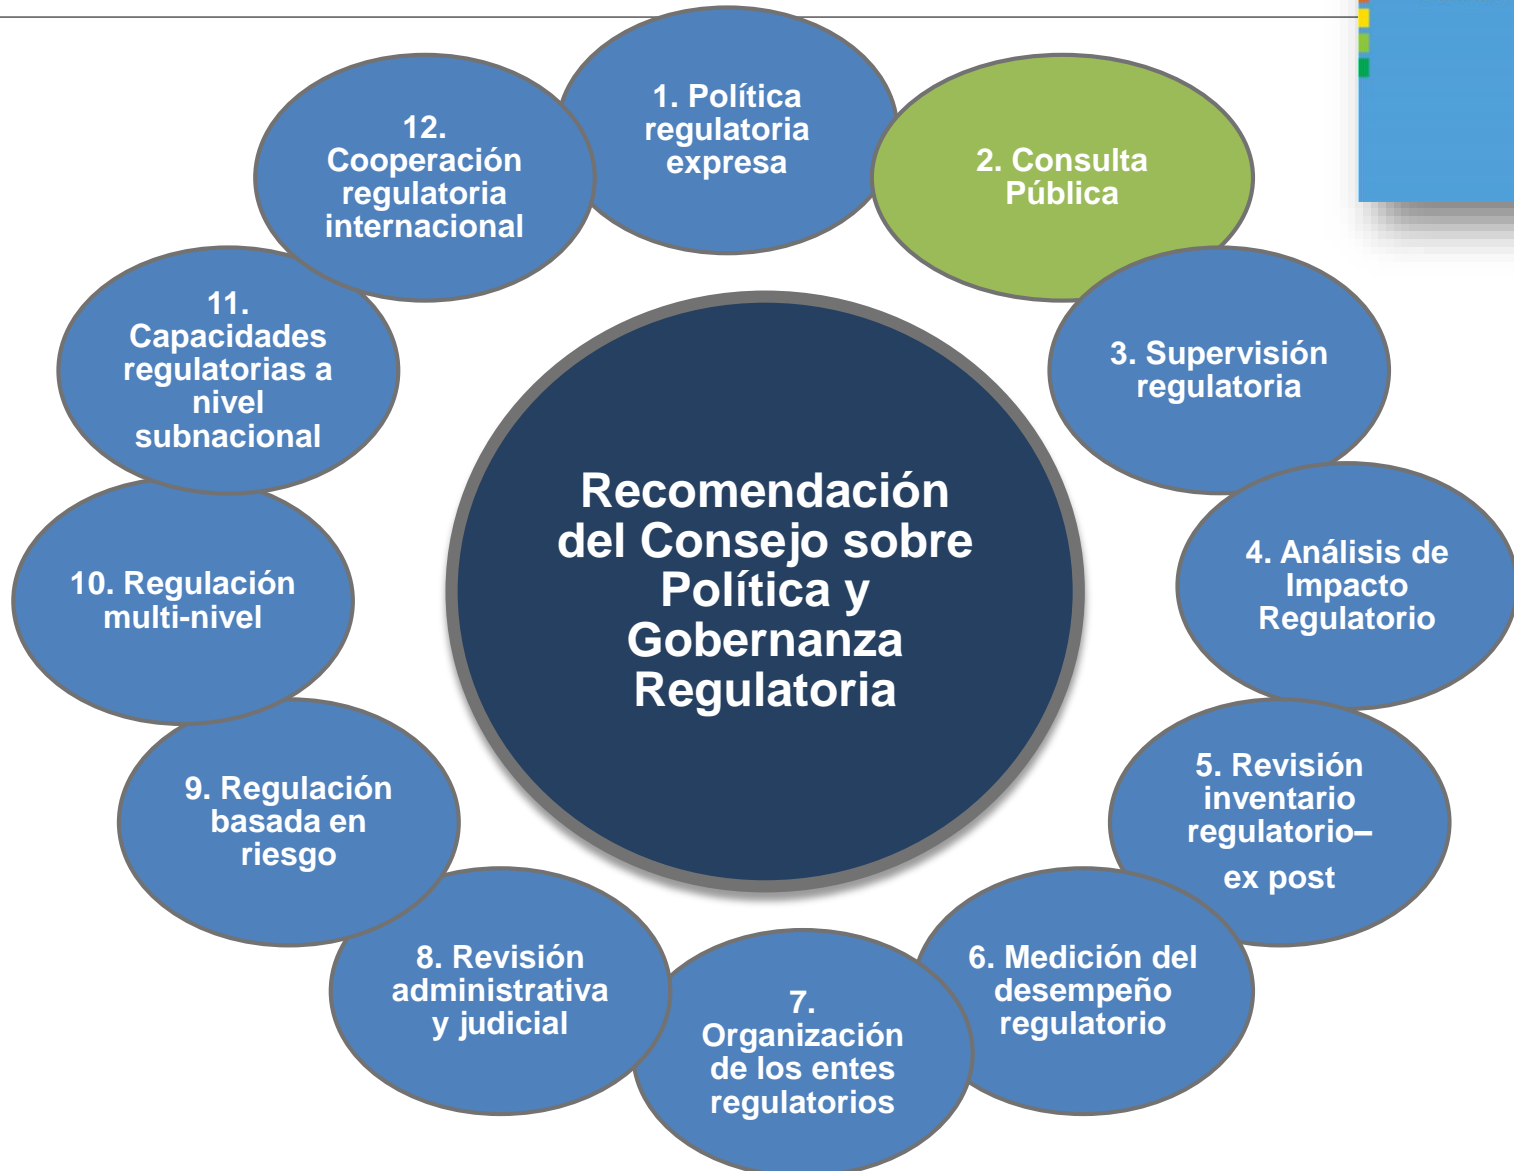 1. Política
regulatoria
expresa
2. Consulta
Pública
3. Supervisión
regulatoria
4. Análisis de
Impacto
Regulatorio
5. Revisión
inventario
regulatorio–
ex post
6. Medición del
desempeño
regulatorio
7.
Organización
de los entes
regulatorios
8. Revisión
administrativa
y judicial
9. Regulación
basada en
riesgo
10. Regulación
multi-nivel
11.
Capacidades
regulatorias a
nivel
subnacional
12.
Cooperación
regulatoria
internacional
Recomendación
del Consejo sobre
Política y
Gobernanza
Regulatoria